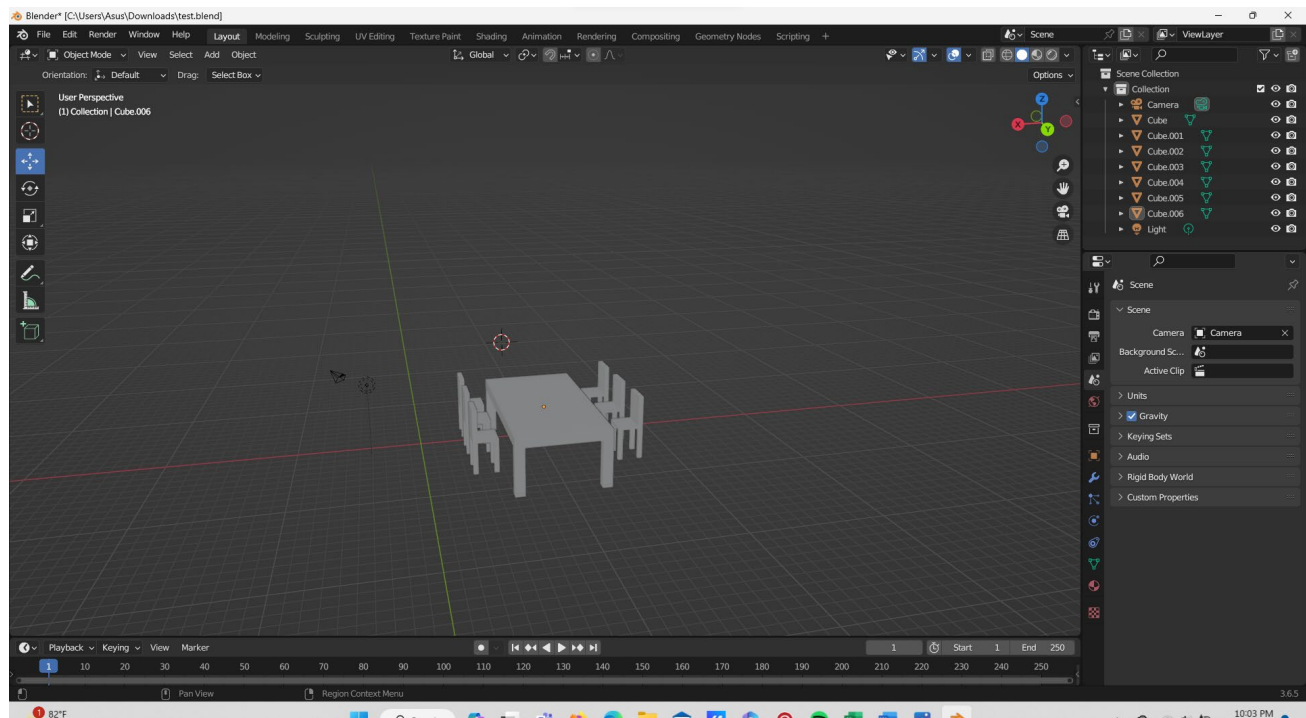 Blender* [C:\Users\Asus\Downloads\test.blend]
File Edit Render Window Help Layout Modeling Sculpting UV Editing Texture Paint Shading Animation Rendering Compositing Geometry Nodes Scripting + Scene ViewLayer
Object Mode View Select Add Object Global
Orientation: Default Drag: Select Box Options
User Perspective
(1) Collection | Cube.006
Z
X
Y
Scene Collection
Collection
Camera
Cube
Cube.001
Cube.002
Cube.003
Cube.004
Cube.005
Cube.006
Light
Scene
Scene
Camera Camera
Background Sc...
Active Clip
Units
Gravity
Keying Sets
Audio
Rigid Body World
Custom Properties
Playback Keying View Marker 1 Start 1 End 250
1 10 20 30 40 50 60 70 80 90 100 110 120 130 140 150 160 170 180 190 200 210 220 230 240 250
Pan View Region Context Menu 3.6.5
1 82°F 10:03 PM